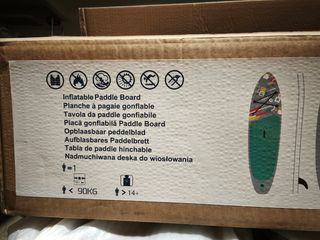 Inflatable Paddle Board
Planche à pagaie gonflable
Tavola da paddle gonfiabile
Placă gonflabilă Paddle Board
Opblaasbaar peddelblad
Aufblasbares Paddelbrett
Tabla de paddle hinchable
Nadmuchiwana deska do wiosłowania
= 1
< 90KG
> 14+